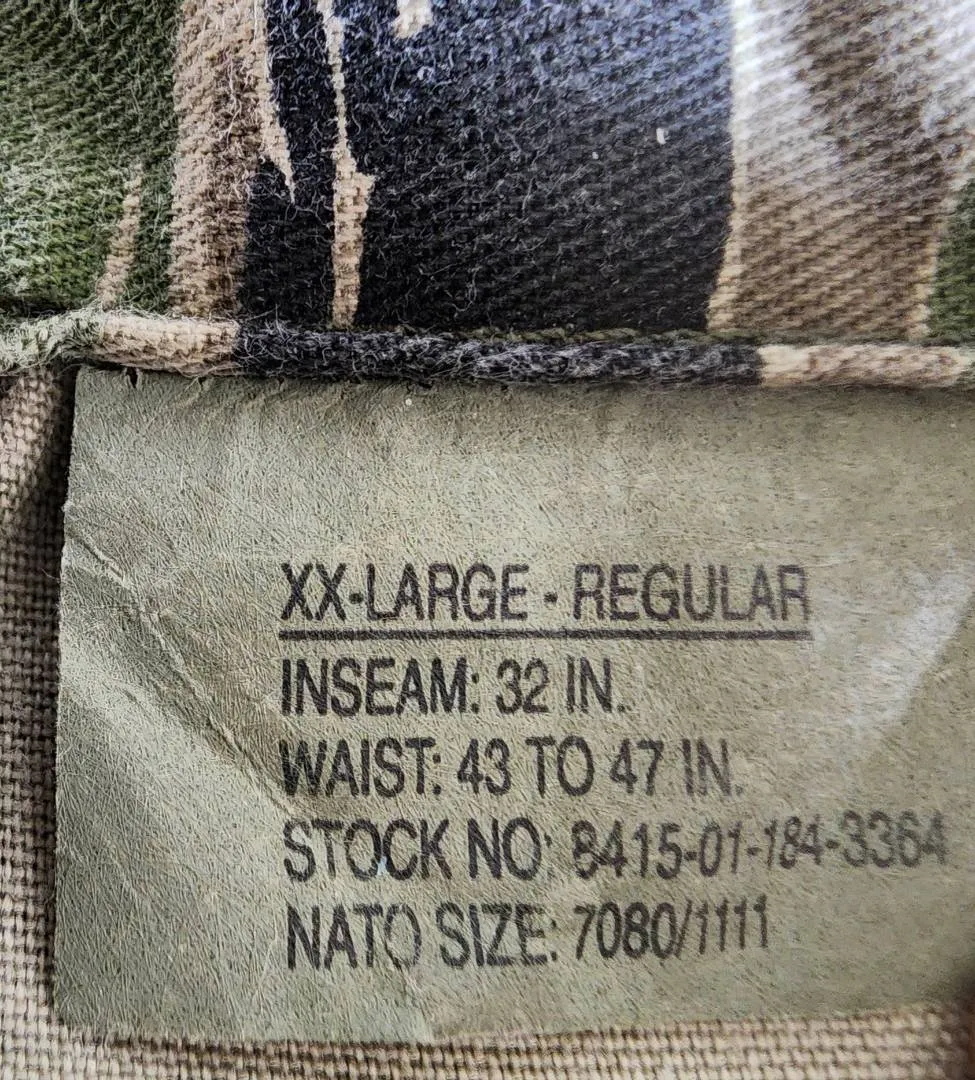 XX-LARGE - REGULAR
INSEAM: 32 IN.
WAIST: 43 TO 47 IN.
STOCK NO: 8415-01-184-3364
NATO SIZE: 7080/1111